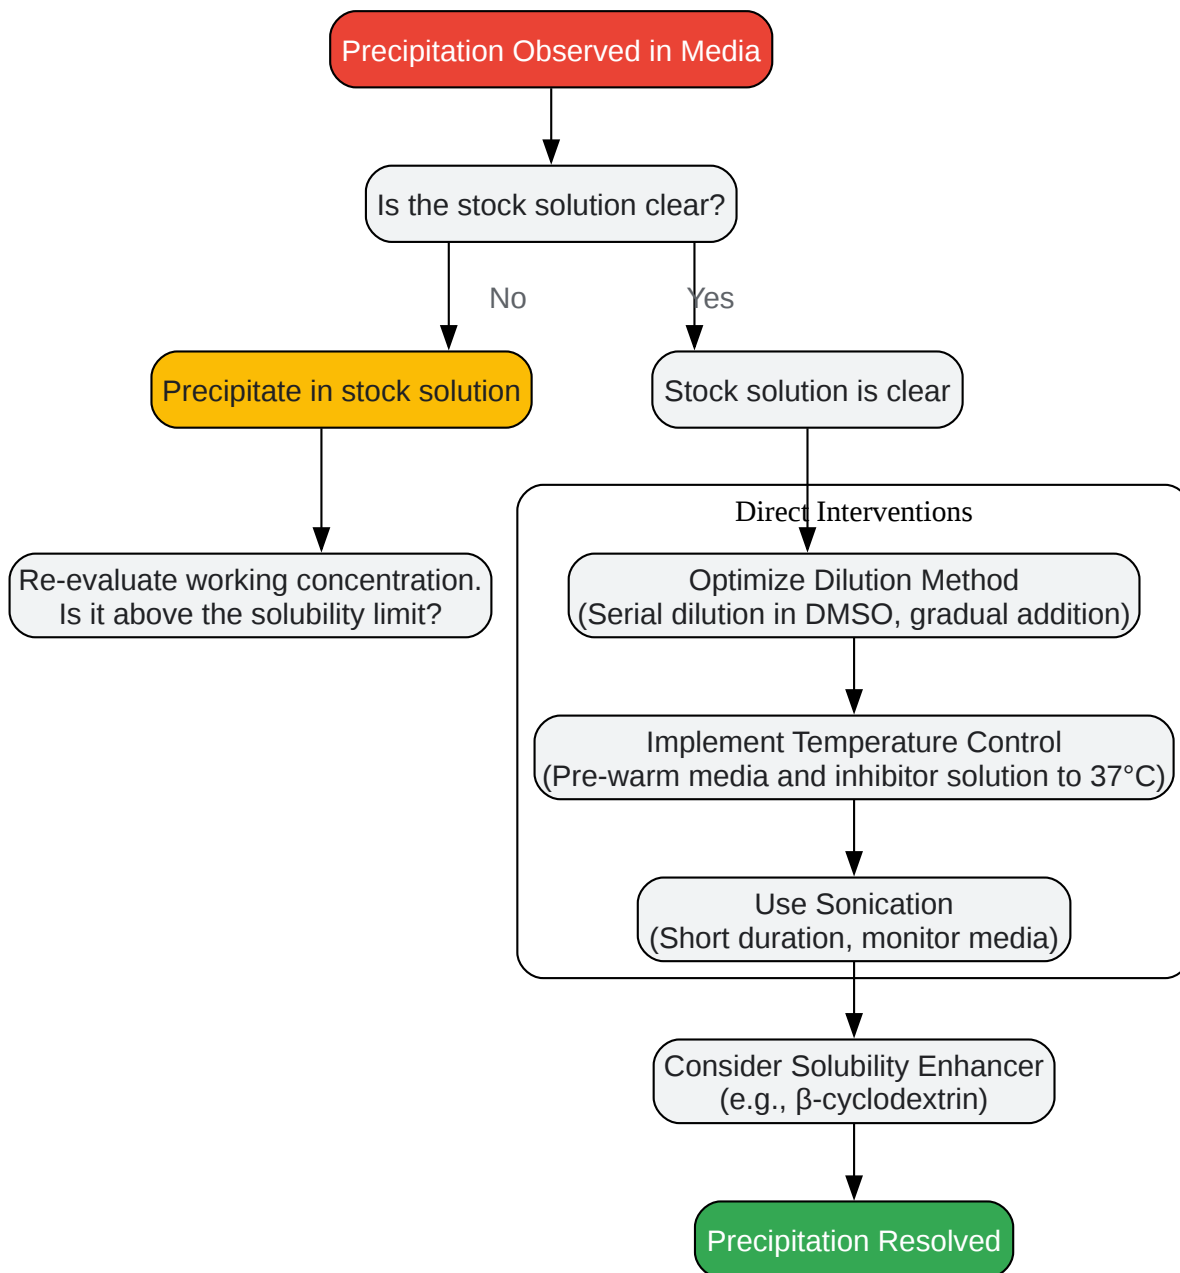 Precipitation Observed in Media
Is the stock solution clear?
No
Yes
Precipitate in stock solution
Stock solution is clear
Direct Interventions
Re-evaluate working concentration.
Is it above the solubility limit?
Optimize Dilution Method
(Serial dilution in DMSO, gradual addition)
Implement Temperature Control
(Pre-warm media and inhibitor solution to 37°C)
Use Sonication
(Short duration, monitor media)
Consider Solubility Enhancer
(e.g., β-cyclodextrin)
Precipitation Resolved